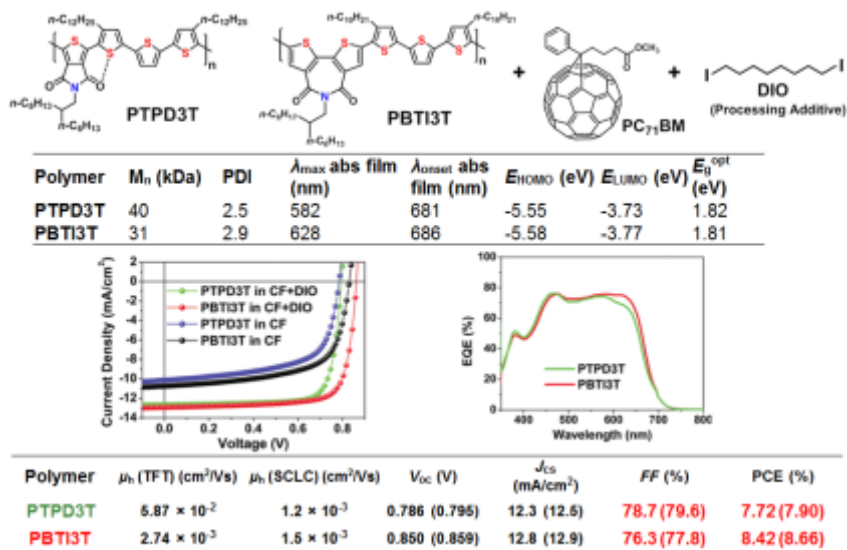 n-C12H25
n-C12H25
n-C10H21
n-C10H21
S
S
S
S
n
O
N
O
n-C8H13
n-C6H13
PTPD3T
S
S
S
S
S
n
O
N
O
n-C8H17
n-C6H13
PBTI3T
+
OCH3
O
PC71BM
+
I
I
DIO
(Processing Additive)
Polymer Mn (kDa) PDI λmax abs film (nm) λonset abs film (nm) EHOMO (eV) ELUMO (eV) Egopt (eV)
PTPD3T 40 2.5 582 681 -5.55 -3.73 1.82
PBTI3T 31 2.9 628 686 -5.58 -3.77 1.81
2
0
-2
-4
-6
-8
-10
-12
-14
Current Density (mA/cm2)
PTPD3T in CF+DIO
PBTI3T in CF+DIO
PTPD3T in CF
PBTI3T in CF
0.0 0.2 0.4 0.6 0.8
Voltage (V)
100
80
60
40
20
0
EQE (%)
PTPD3T
PBTI3T
400 500 600 700 800
Wavelength (nm)
Polymer μh (TFT) (cm2/Vs) μh (SCLC) (cm2/Vs) Voc (V) Jcs (mA/cm2) FF (%) PCE (%)
PTPD3T 5.87 × 10-2 1.2 × 10-3 0.786 (0.795) 12.3 (12.5) 78.7 (79.6) 7.72 (7.90)
PBTI3T 2.74 × 10-3 1.5 × 10-3 0.850 (0.859) 12.8 (12.9) 76.3 (77.8) 8.42 (8.66)